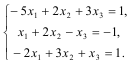 −5x₁ + 2x₂ + 3x₃ = 1,
x₁ + 2x₂ − x₃ = −1,
−2x₁ + 3x₂ + x₃ = 1.